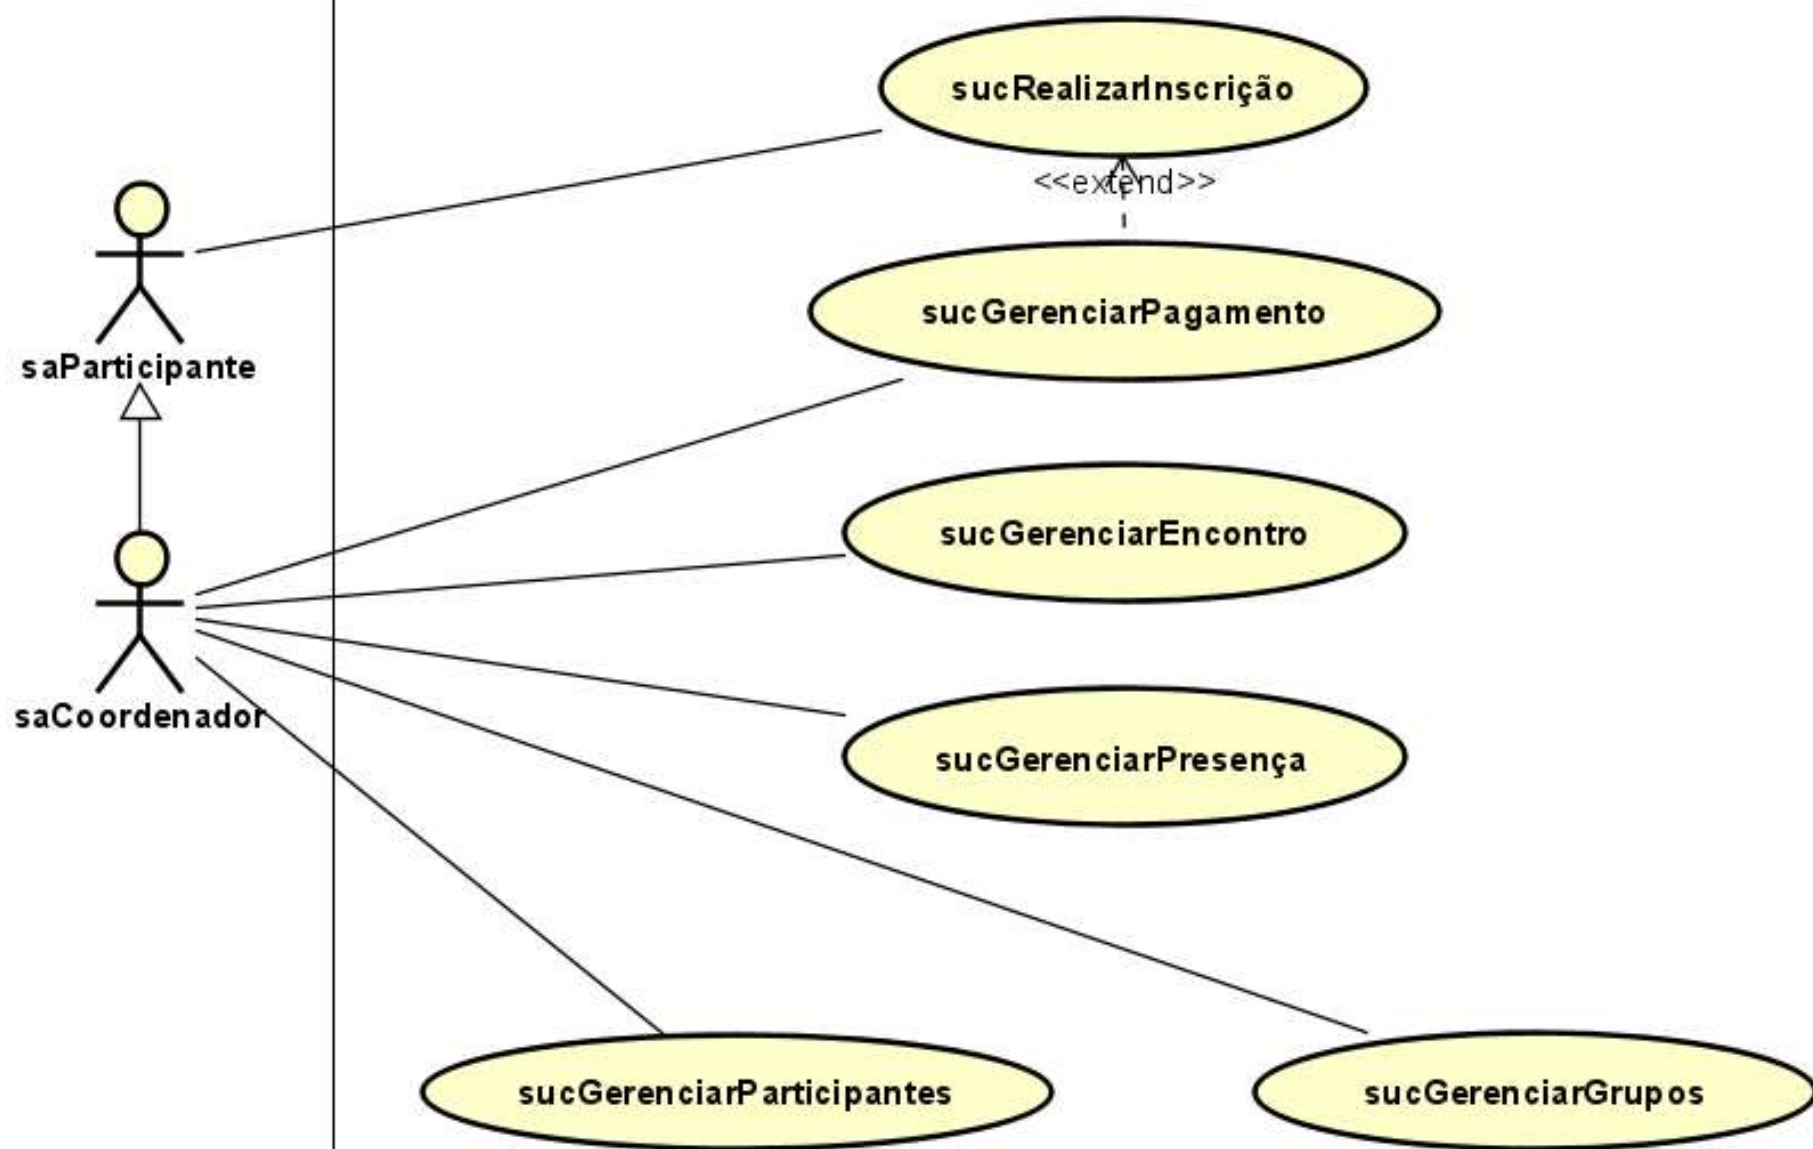 sucRealizarInscrição
<<extend>>
sucGerenciarPagamento
saParticipante
sucGerenciarEncontro
saCoordenador
sucGerenciarPresença
sucGerenciarParticipantes
sucGerenciarGrupos